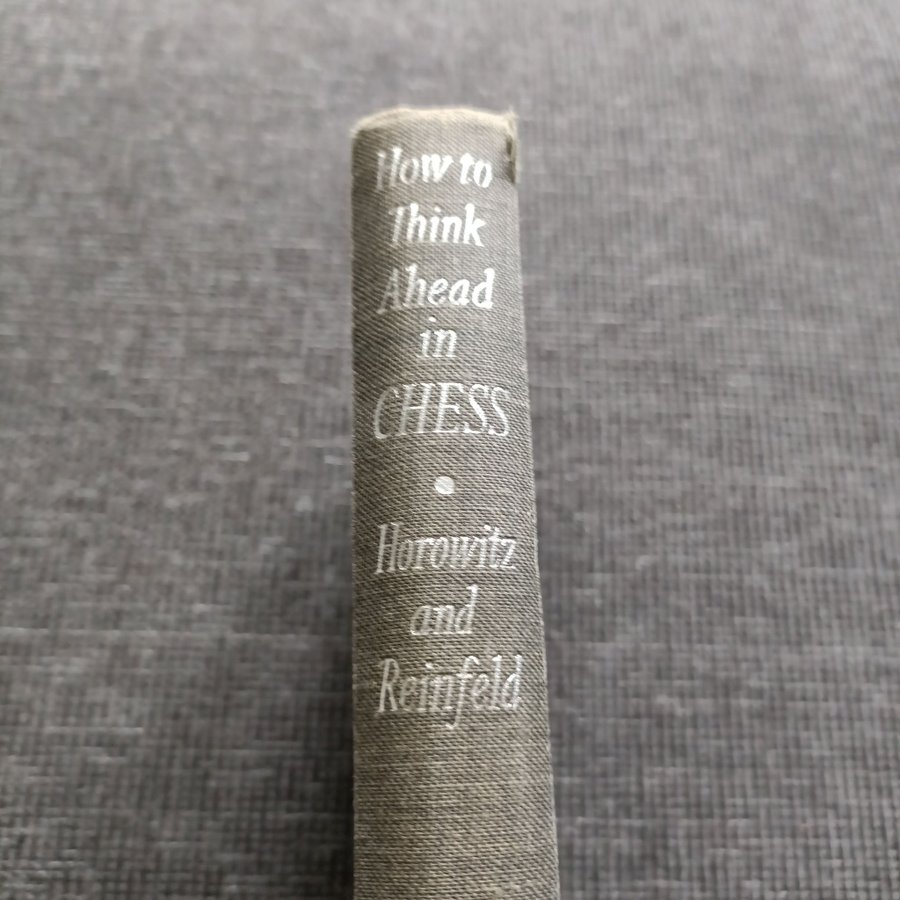 How to
Think
Ahead
in
CHESS
•
Horowitz
and
Reinfeld